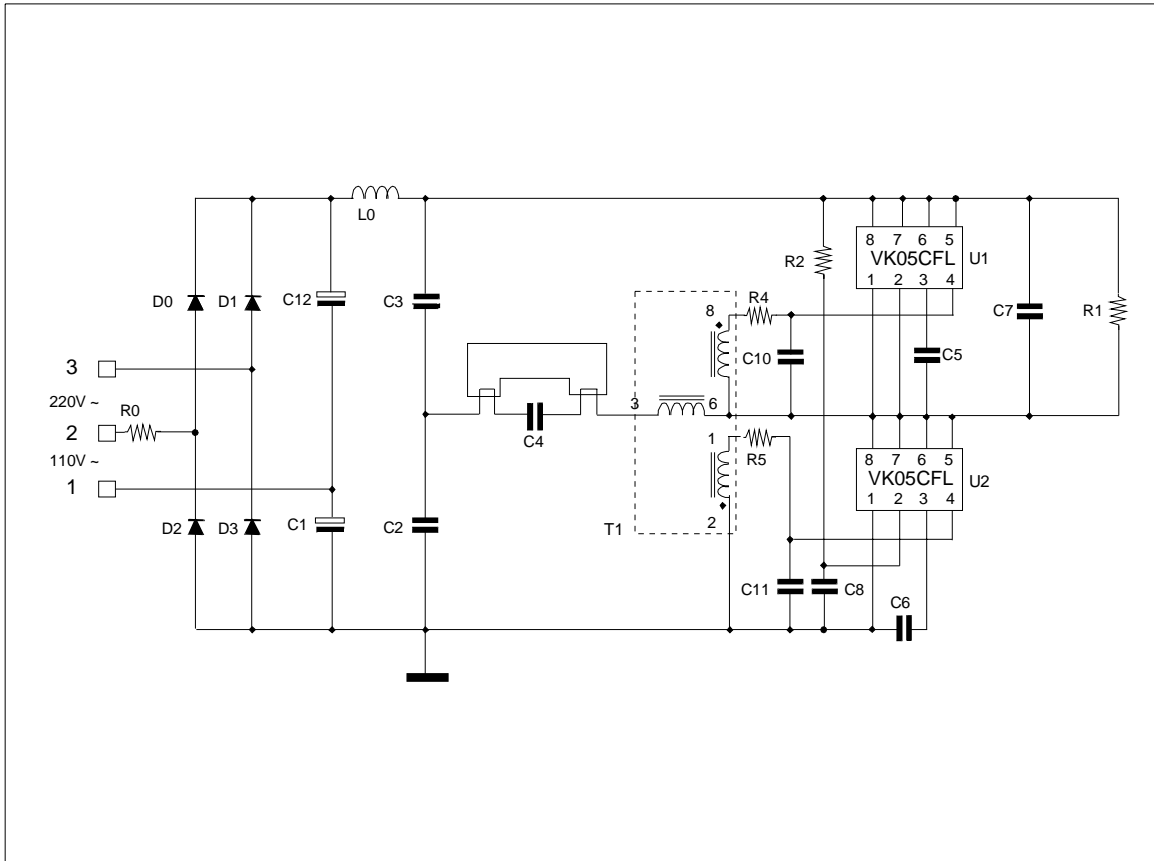 L0
8 7 6 5
VK05CFL
U1
1 2 3 4
R2
D0
D1
C12
C3
8
R4
C7
R1
C10
C5
3
220V ~
R0
2
110V ~
1
C4
3
6
1
R5
8 7 6 5
VK05CFL
U2
1 2 3 4
D2
D3
C1
C2
T1
2
C11
C8
C6